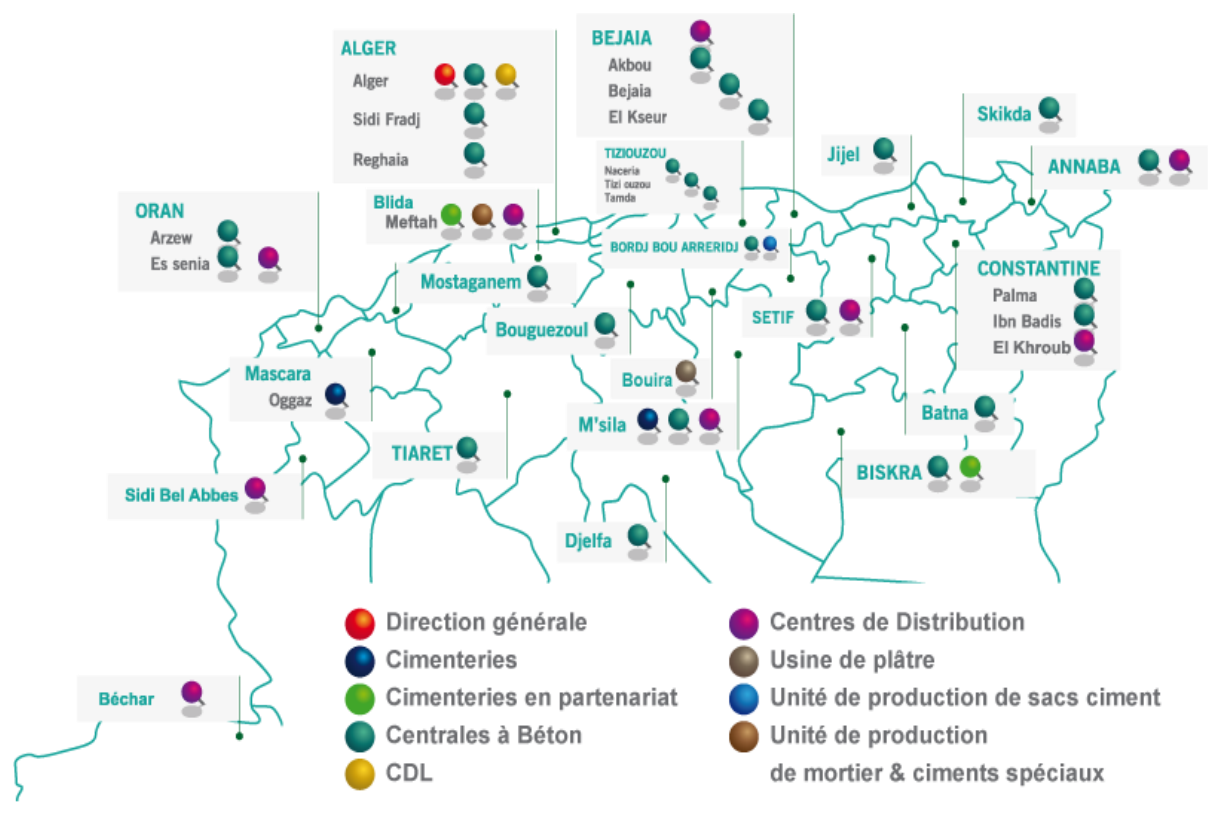 ALGER
Alger
Sidi Fradj
Reghaia
BEJAIA
Akbou
Bejaia
El Kseur
TIZIOUZOU
Naceria
Tizi ouzou
Tamda
Jijel
Skikda
ANNABA
ORAN
Arzew
Es senia
Blida
Meftah
BORDJ BOU ARRERIDJ
Mostaganem
Bouguezoul
SETIF
CONSTANTINE
Palma
Ibn Badis
El Khroub
Mascara
Oggaz
Bouira
M'sila
Batna
TIARET
BISKRA
Sidi Bel Abbes
Djelfa
Béchar
Direction générale
Cimenteries
Cimenteries en partenariat
Centrales à Béton
CDL
Centres de Distribution
Usine de plâtre
Unité de production de sacs ciment
Unité de production
de mortier & ciments spéciaux